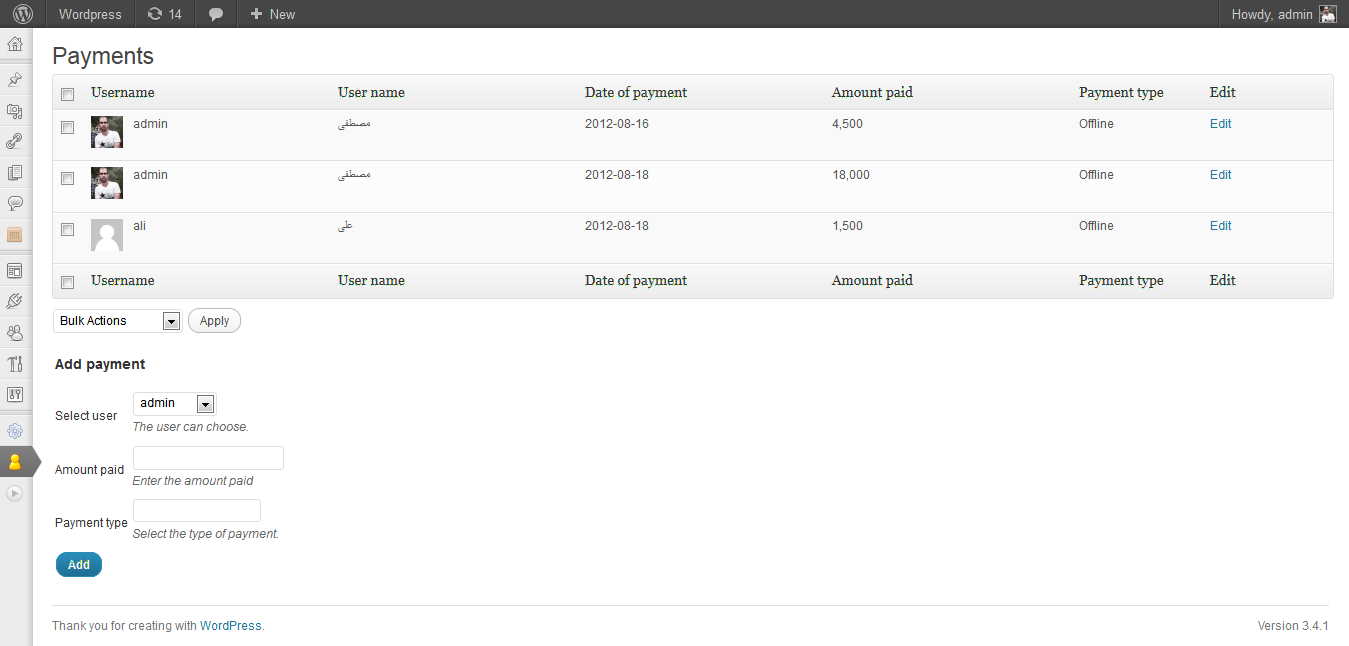 Wordpress 14 New Howdy, admin
Payments
Username User name Date of payment Amount paid Payment type Edit
admin مصطفی 2012-08-16 4,500 Offline Edit
admin مصطفی 2012-08-18 18,000 Offline Edit
ali علی 2012-08-18 1,500 Offline Edit
Username User name Date of payment Amount paid Payment type Edit
Bulk Actions Apply
Add payment
Select user admin
The user can choose.
Amount paid
Enter the amount paid
Payment type
Select the type of payment.
Add
Thank you for creating with WordPress. Version 3.4.1